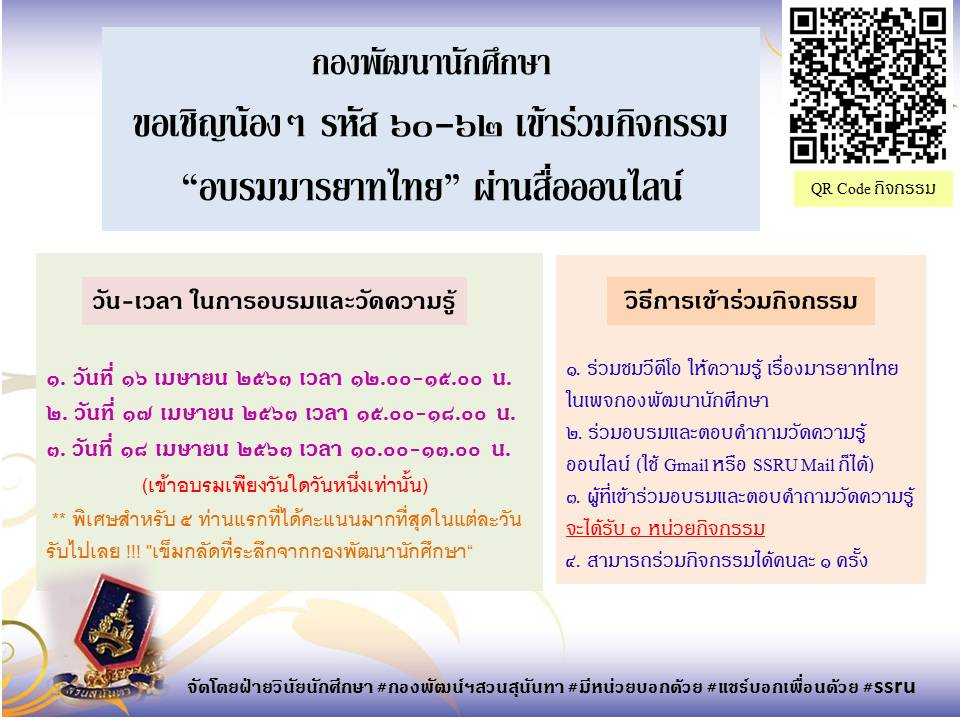 กองพัฒนานักศึกษา
ขอเชิญน้องๆ รหัส ๖๐-๖๒ เข้าร่วมกิจกรรม
“อบรมมารยาทไทย” ผ่านสื่อออนไลน์
QR Code กิจกรรม
วัน-เวลา ในการอบรมและวัดความรู้
๑. วันที่ ๑๖ เมษายน ๒๕๖๓ เวลา ๑๒.๐๐-๑๕.๐๐ น.
๒. วันที่ ๑๗ เมษายน ๒๕๖๓ เวลา ๑๕.๐๐-๑๘.๐๐ น.
๓. วันที่ ๑๘ เมษายน ๒๕๖๓ เวลา ๑๐.๐๐-๑๓.๐๐ น.
(เข้าอบรมเพียงวันใดวันหนึ่งเท่านั้น)
** พิเศษสำหรับ ๕ ท่านแรกที่ได้คะแนนมากที่สุดในแต่ละวัน
รับไปเลย !!! "เข็มกลัดที่ระลึกจากกองพัฒนานักศึกษา“
วิธีการเข้าร่วมกิจกรรม
๑. ร่วมชมวีดีโอ ให้ความรู้ เรื่องมารยาทไทย
ในเพจกองพัฒนานักศึกษา
๒. ร่วมอบรมและตอบคำถามวัดความรู้
ออนไลน์ (ใช้ Gmail หรือ SSRU Mail ก็ได้)
๓. ผู้ที่เข้าร่วมอบรมและตอบคำถามวัดความรู้
จะได้รับ ๓ หน่วยกิจกรรม
๔. สามารถร่วมกิจกรรมได้คนละ ๑ ครั้ง
สวนสุนันทา
จัดโดยฝ่ายวินัยนักศึกษา #กองพัฒน์ฯสวนสุนันทา #มีหน่วยบอกด้วย #แชร์บอกเพื่อนด้วย #ssru